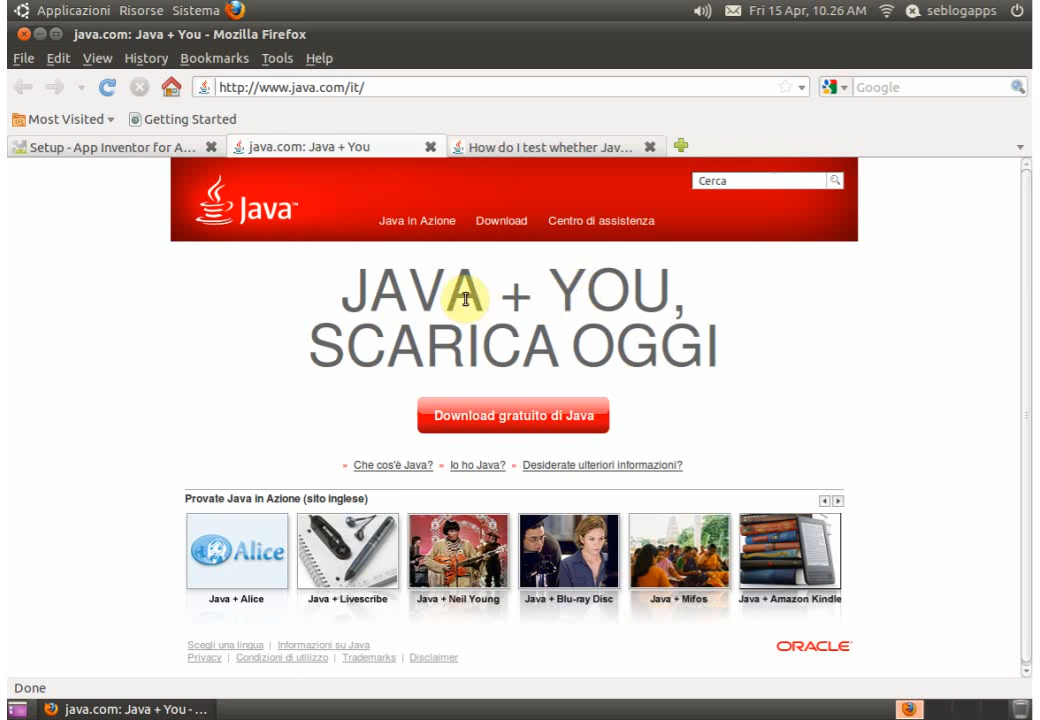 Applicazioni Risorse Sistema Fri 15 Apr, 10.26 AM seblogapps
java.com: Java + You - Mozilla Firefox
File Edit View History Bookmarks Tools Help
http://www.java.com/it/ Google
Most Visited Getting Started
Setup - App Inventor for A... java.com: Java + You How do I test whether Jav...
Cerca
Java™
Java in Azione Download Centro di assistenza
JAVA + YOU,
SCARICA OGGI
Download gratuito di Java
» Che cos'è Java? » Io ho Java? » Desiderate ulteriori informazioni?
Provate Java in Azione (sito inglese)
Alice
Java + Alice Java + Livescribe Java + Neil Young Java + Blu-ray Disc Java + Mifos Java + Amazon Kindle
Scegli una lingua | Informazioni su Java
Privacy | Condizioni di utilizzo | Trademarks | Disclaimer
ORACLE
Done
java.com: Java + You - ...